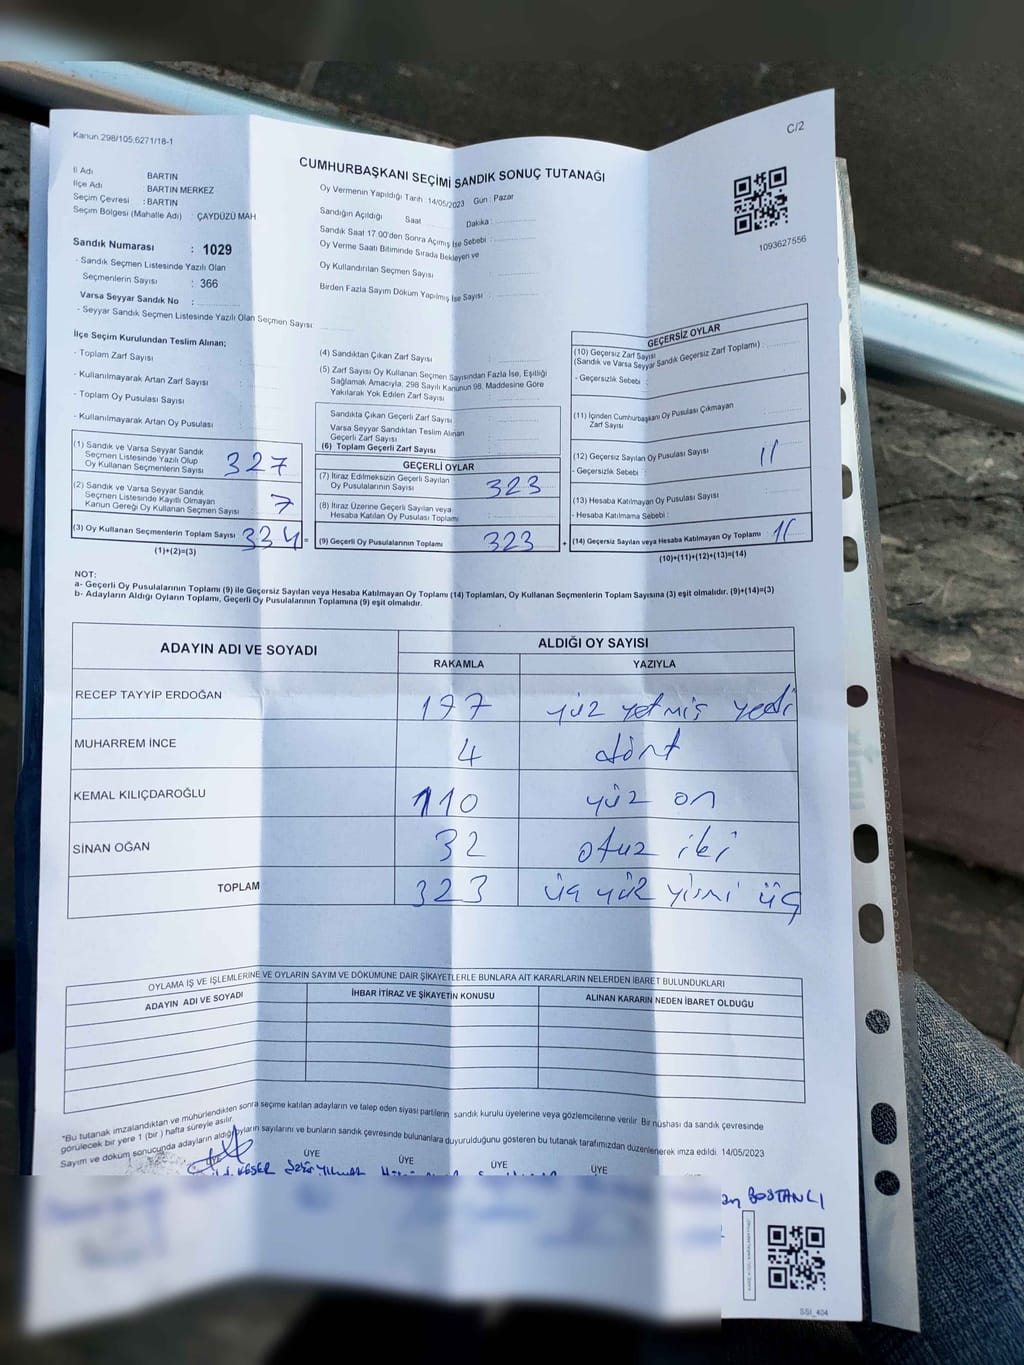 Kanun 298/105.6271/18-1
C/2
CUMHURBAŞKANI SEÇİMİ SANDIK SONUÇ TUTANAĞI
İl Adı BARTIN
İlçe Adı : BARTIN MERKEZ
Seçim Çevresi : BARTIN
Seçim Bölgesi (Mahalle Adı) : ÇAYDÜZÜ MAH
Sandık Numarası : 1029
- Sandık Seçmen Listesinde Yazılı Olan
Seçmenlerin Sayısı : 366
Varsa Seyyar Sandık No :
- Seyyar Sandık Seçmen Listesinde Yazılı Olan Seçmen Sayısı
Oy Vermenin Yapıldığı Tarih 14/05/2023 Gün : Pazar
Sandığın Açıldığı Saat Dakika :
Sandık Saat 17 00'den Sonra Açımış İse Sebebi :
Oy Verme Saati Bitiminde Sırada Bekleyen ve
Oy Kullandırılan Seçmen Sayısı :
Birden Fazla Sayım Döküm Yapılmış İse Sayısı :
1093627556
İlçe Seçim Kurulundan Teslim Alınan;
- Toplam Zarf Sayısı
- Kullanılmayarak Artan Zarf Sayısı
- Toplam Oy Pusulası Sayısı
- Kullanılmayarak Artan Oy Pusulası
(4) Sandıktan Çıkan Zarf Sayısı :
(5) Zarf Sayısı Oy Kullanan Seçmen Sayısından Fazla İse, Eşitliği
Sağlamak Amacıyla, 298 Sayılı Kanunun 98. Maddesine Göre
Yakılarak Yok Edilen Zarf Sayısı :
Sandıkta Çıkan Geçerli Zarf Sayısı :
Varsa Seyyar Sandıktan Teslim Alınan
Geçerli Zarf Sayısı :
(6) Toplam Geçerli Zarf Sayısı :
GEÇERSİZ OYLAR
(10) Geçersiz Zarf Sayısı
(Sandık ve Varsa Seyyar Sandık Geçersiz Zarf Toplamı) :
- Geçersizlik Sebebi :
(11) İçinden Cumhurbaşkanı Oy Pusulası Çıkmayan
Zarf Sayısı :
(12) Geçersiz Sayılan Oy Pusulası Sayısı : 11
- Geçersizlik Sebebi :
(13) Hesaba Katılmayan Oy Pusulası Sayısı :
- Hesaba Katılmama Sebebi :
(14) Geçersiz Sayılan veya Hesaba Katılmayan Oy Toplamı : 11
(10)+(11)+(12)+(13)=(14)
(1) Sandık ve Varsa Seyyar Sandık
Seçmen Listesinde Yazılı Olup
Oy Kullanan Seçmenlerin Sayısı 327
(2) Sandık ve Varsa Seyyar Sandık
Seçmen Listesinde Kayıtlı Olmayan
Kanun Gereği Oy Kullanan Seçmen Sayısı 7
(3) Oy Kullanan Seçmenlerin Toplam Sayısı 334 =
(1)+(2)=(3)
GEÇERLİ OYLAR
(7) İtiraz Edilmeksizin Geçerli Sayılan
Oy Pusulalarının Sayısı : 323
(8) İtiraz Üzerine Geçerli Sayılan veya
Hesaba Katılan Oy Pusulası Toplamı :
(9) Geçerli Oy Pusulalarının Toplamı : 323 +
NOT:
a- Geçerli Oy Pusulalarının Toplamı (9) ile Geçersiz Sayılan veya Hesaba Katılmayan Oy Toplamı (14) Toplamları, Oy Kullanan Seçmenlerin Toplam Sayısına (3) eşit olmalıdır. (9)+(14)=(3)
b- Adayların Aldığı Oyların Toplamı, Geçerli Oy Pusulalarının Toplamına (9) eşit olmalıdır.
ADAYIN ADI VE SOYADI ALDIĞI OY SAYISI
RAKAMLA YAZIYLA
RECEP TAYYİP ERDOĞAN 177 yüz yetmiş yedi
MUHARREM İNCE 4 dört
KEMAL KILIÇDAROĞLU 110 yüz on
SİNAN OĞAN 32 otuz iki
TOPLAM 323 üç yüz yirmi üç
OYLAMA İŞ VE İŞLEMLERİNE VE OYLARIN SAYIM VE DÖKÜMÜNE DAİR ŞİKAYETLERLE BUNLARA AİT KARARLARIN NELERDEN İBARET BULUNDUKLARI
ADAYIN ADI VE SOYADI İHBAR İTİRAZ VE ŞİKAYETİN KONUSU ALINAN KARARIN NEDEN İBARET OLDUĞU
"Bu tutanak imzalandıktan ve mühürlendikten sonra seçime katılan adayların ve talep eden siyasi partilerin sandık kurulu üyelerine veya gözlemcilerine verilir. Bir nüshası da sandık çevresinde
görülecek bir yere 1 (bir) hafta süreyle asılır.
Sayım ve döküm sonucunda adayların aldığı oyların sayılarını ve bunların sandık çevresinde bulunanlara duyurulduğunu gösteren bu tutanak tarafımızdan düzenlenerek imza edildi. 14/05/2023
ÜYE ÜYE ÜYE ÜYE
BOSTANCI
SSI_404